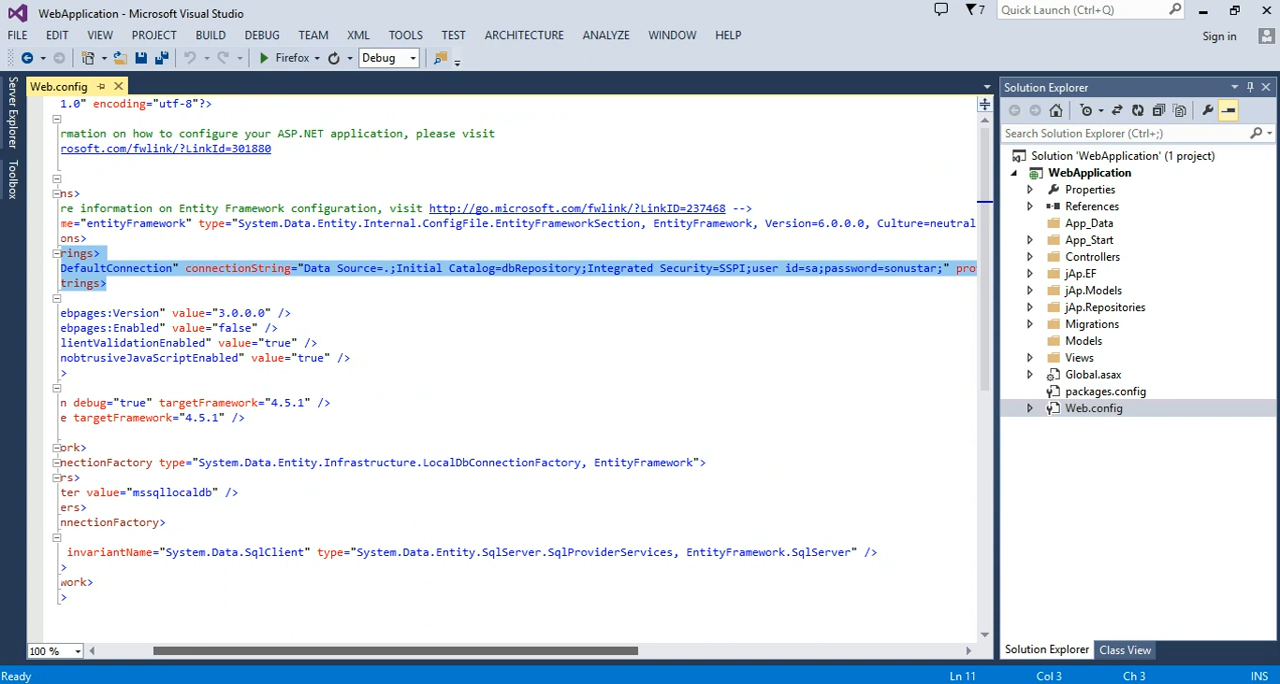 WebApplication - Microsoft Visual Studio
7
Quick Launch (Ctrl+Q)
FILE EDIT VIEW PROJECT BUILD DEBUG TEAM XML TOOLS TEST ARCHITECTURE ANALYZE WINDOW HELP
Sign in
Firefox
Debug
Server Explorer
Toolbox
Web.config
1.0" encoding="utf-8"?>
rmation on how to configure your ASP.NET application, please visit
rosoft.com/fwlink/?LinkId=301880
ns>
re information on Entity Framework configuration, visit http://go.microsoft.com/fwlink/?LinkID=237468 -->
me="entityFramework" type="System.Data.Entity.Internal.ConfigFile.EntityFrameworkSection, EntityFramework, Version=6.0.0.0, Culture=neutral
ons>
rings>
DefaultConnection" connectionString="Data Source=.;Initial Catalog=dbRepository;Integrated Security=SSPI;user id=sa;password=sonustar;" pro
trings>
ebpages:Version" value="3.0.0.0" />
ebpages:Enabled" value="false" />
lientValidationEnabled" value="true" />
nobtrusiveJavaScriptEnabled" value="true" />
>
n debug="true" targetFramework="4.5.1" />
e targetFramework="4.5.1" />
ork>
nectionFactory type="System.Data.Entity.Infrastructure.LocalDbConnectionFactory, EntityFramework">
rs>
ter value="mssqllocaldb" />
ers>
nnectionFactory>
invariantName="System.Data.SqlClient" type="System.Data.Entity.SqlServer.SqlProviderServices, EntityFramework.SqlServer" />
>
work>
>
100 %
Solution Explorer
Search Solution Explorer (Ctrl+;)
Solution 'WebApplication' (1 project)
WebApplication
Properties
References
App_Data
App_Start
Controllers
jAp.EF
jAp.Models
jAp.Repositories
Migrations
Models
Views
Global.asax
packages.config
Web.config
Solution Explorer Class View
Ready
Ln 11 Col 3 Ch 3 INS